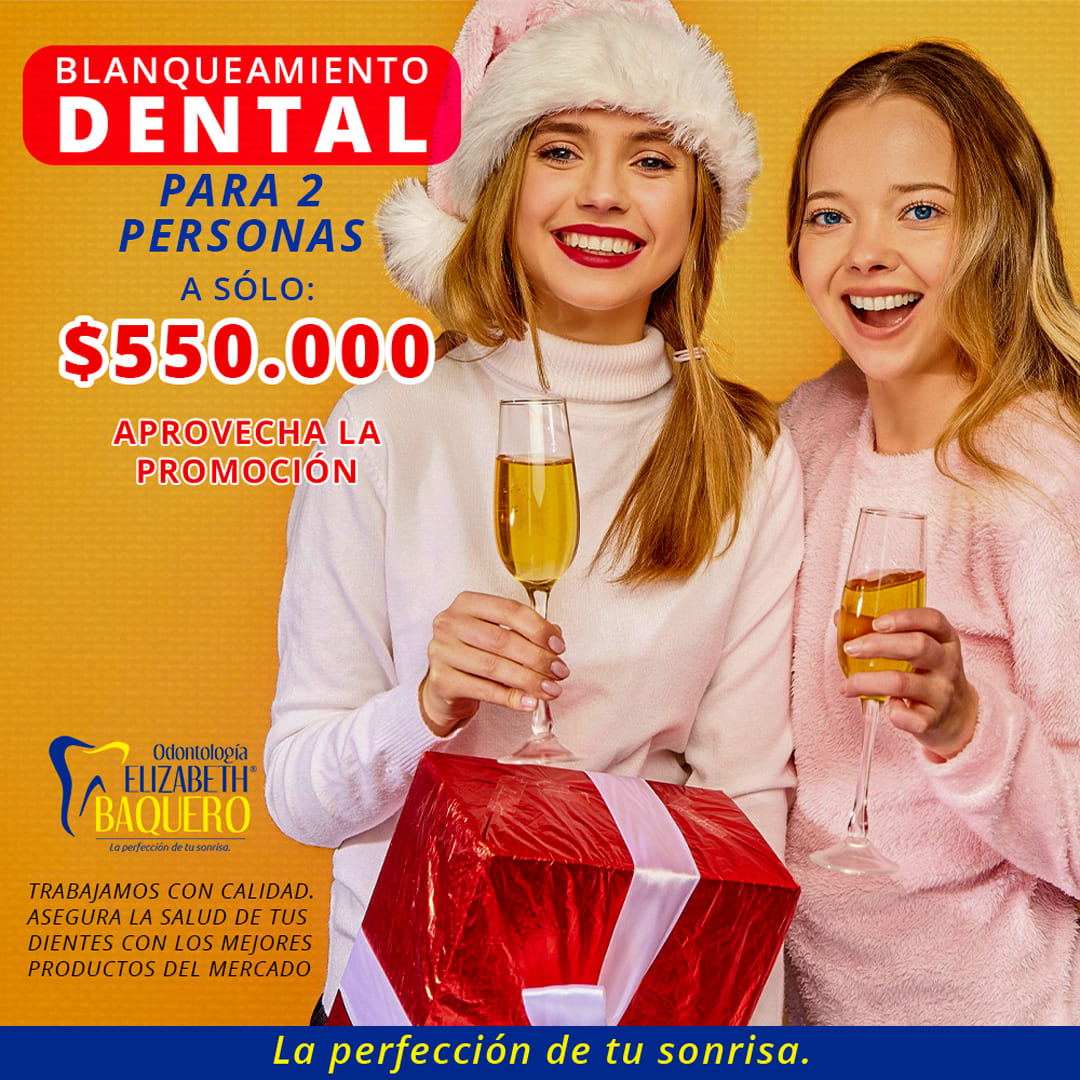 BLANQUEAMIENTO
DENTAL
PARA 2
PERSONAS
A SÓLO:
$550.000
APROVECHA LA
PROMOCIÓN
Odontología
ELIZABETH®
BAQUERO
La perfección de tu sonrisa.
TRABAJAMOS CON CALIDAD.
ASEGURA LA SALUD DE TUS
DIENTES CON LOS MEJORES
PRODUCTOS DEL MERCADO
La perfección de tu sonrisa.